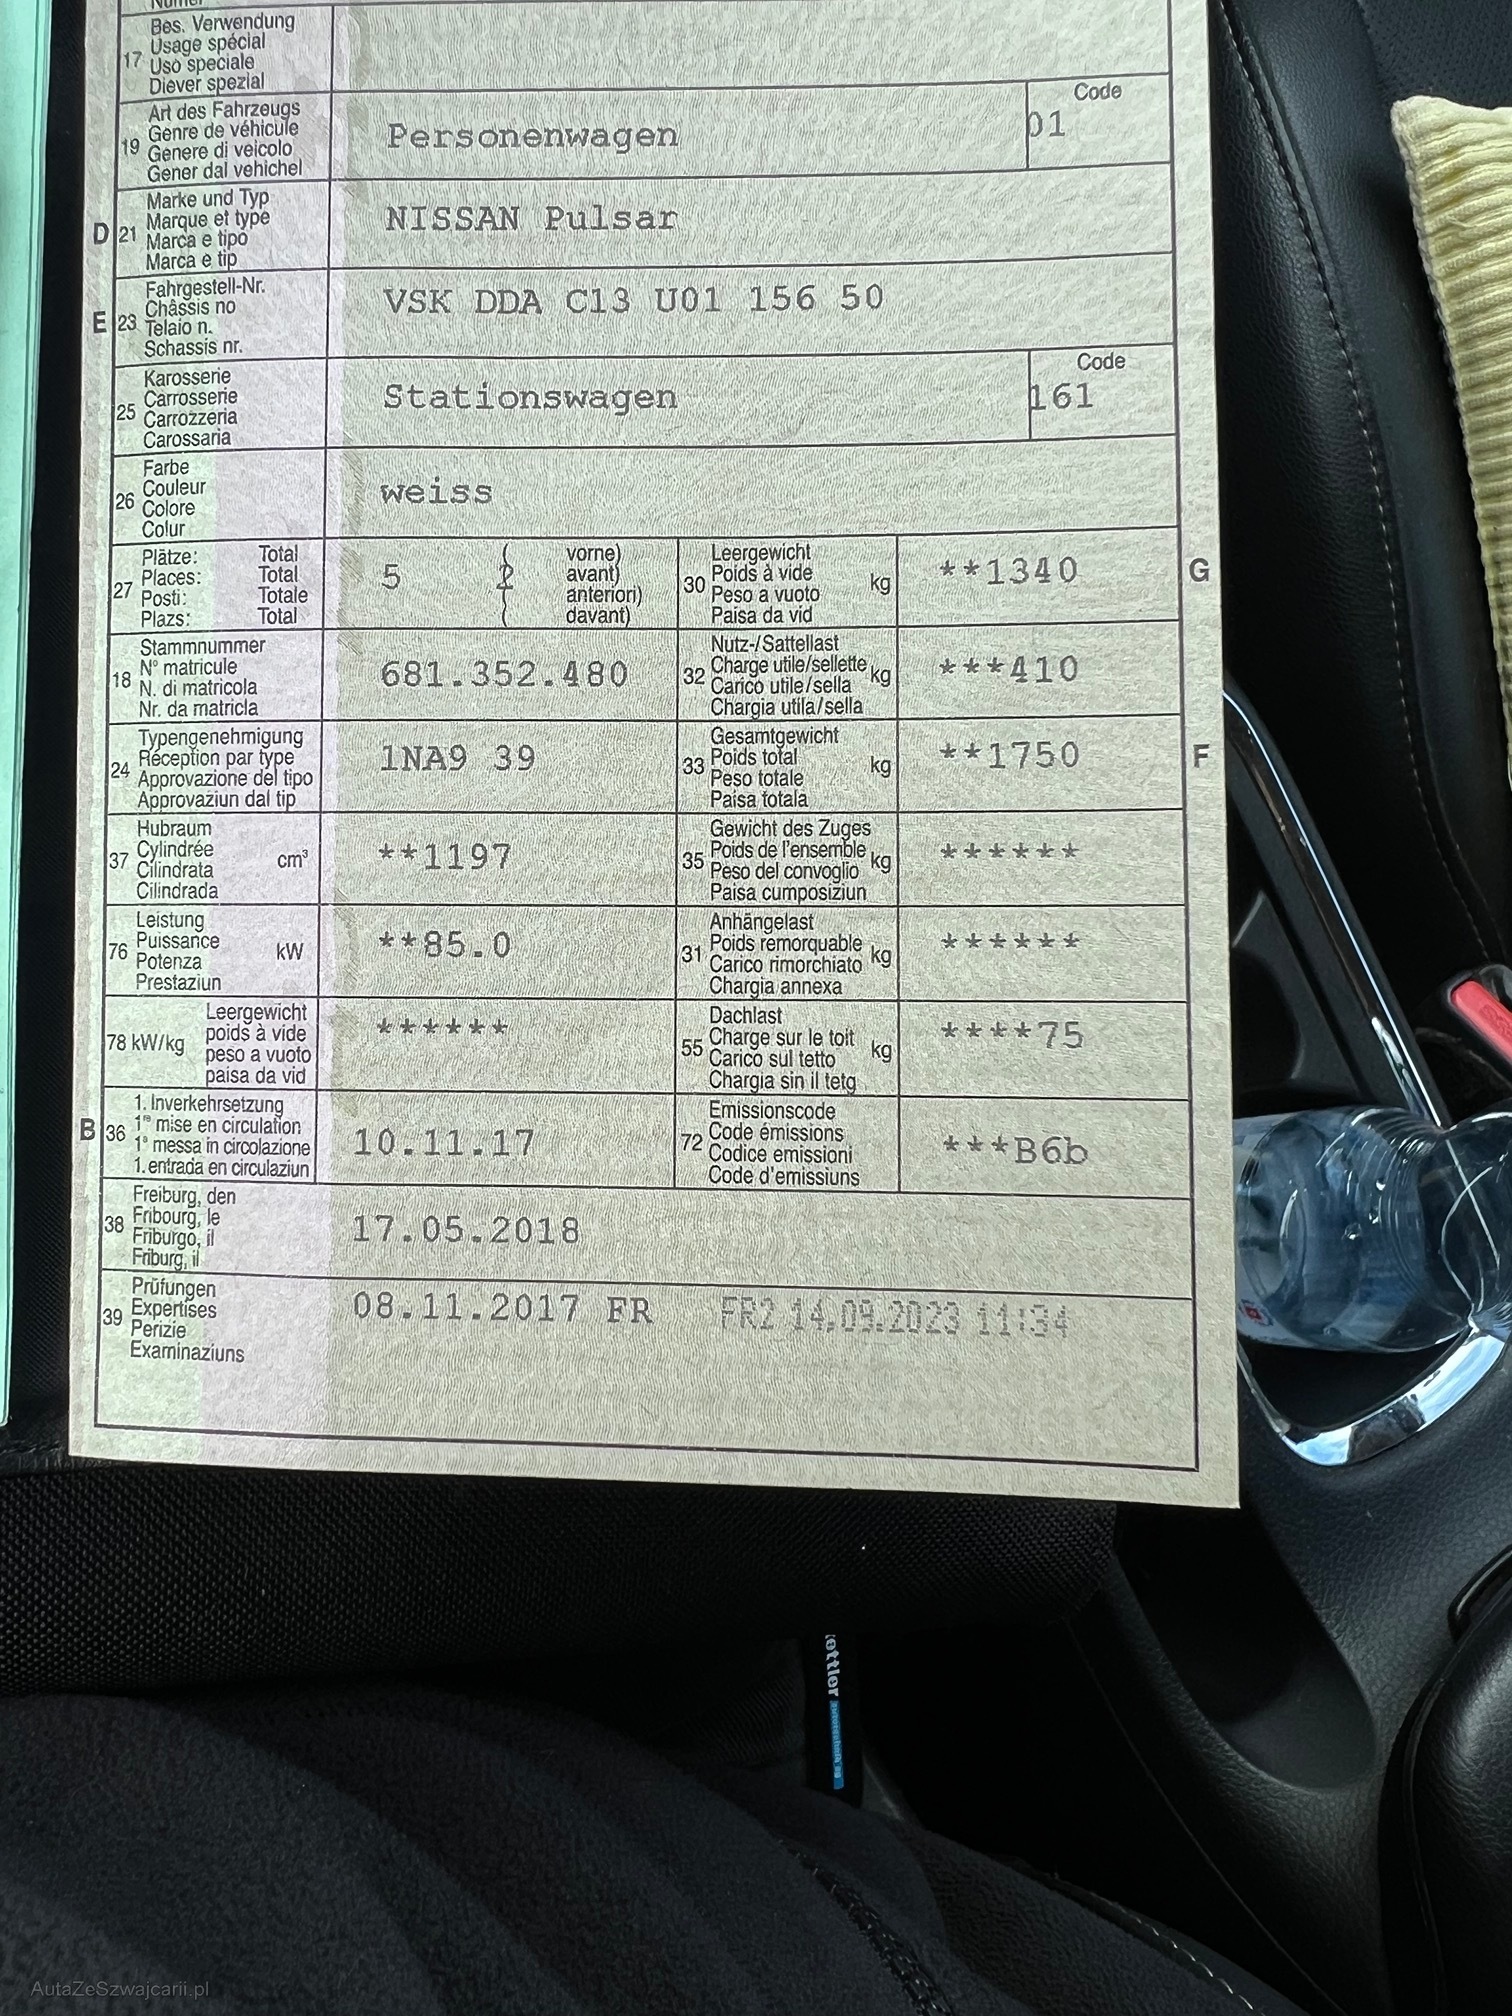 17 Bes. Verwendung
Usage spécial
Uso speciale
Diever spezial
19 Art des Fahrzeugs
Genre de véhicule
Genere di veicolo
Gener dal vehichel
Personenwagen
Code
01
D 21 Marke und Typ
Marque et type
Marca e tipo
Marca e tip
NISSAN Pulsar
E 23 Fahrgestell-Nr.
Châssis no
Telaio n.
Schassis nr.
VSK DDA C13 U01 156 50
25 Karosserie
Carrosserie
Carrozzeria
Carossaria
Stationswagen
Code
161
26 Farbe
Couleur
Colore
Colur
weiss
27 Plätze: Total
Places: Total
Posti: Totale
Plazs: Total
5 ( 2 vorne)
avant)
anteriori)
( davant)
30 Leergewicht
Poids à vide
Peso a vuoto
Paisa da vid
kg
**1340
G
18 Stammnummer
N° matricule
N. di matricola
Nr. da matricla
681.352.480
32 Nutz-/Sattellast
Charge utile/sellette
Carico utile/sella
Chargia utila/sella
kg
***410
24 Typengenehmigung
Réception par type
Approvazione del tipo
Approvaziun dal tip
1NA9 39
33 Gesamtgewicht
Poids total
Peso totale
Paisa totala
kg
**1750
F
37 Hubraum
Cylindrée
Cilindrata
Cilindrada
cm³
**1197
35 Gewicht des Zuges
Poids de l'ensemble
Peso del convoglio
Paisa cumposiziun
kg
******
76 Leistung
Puissance
Potenza
Prestaziun
kW
**85.0
31 Anhängelast
Poids remorquable
Carico rimorchiato
Chargia annexa
kg
******
78 kW/kg Leergewicht
poids à vide
peso a vuoto
paisa da vid
******
55 Dachlast
Charge sur le toit
Carico sul tetto
Chargia sin il tetg
kg
****75
B 36 1. Inverkehrsetzung
1re mise en circulation
1a messa in circolazione
1. entrada en circulaziun
10.11.17
72 Emissionscode
Code émissions
Codice emissioni
Code d'emissiuns
***B6b
38 Freiburg, den
Fribourg, le
Friburgo, il
Friburg, il
17.05.2018
39 Prüfungen
Expertises
Perizie
Examinaziuns
08.11.2017 FR FR2 14.09.2023 11:34
AutaZeSzwajcarii.pl